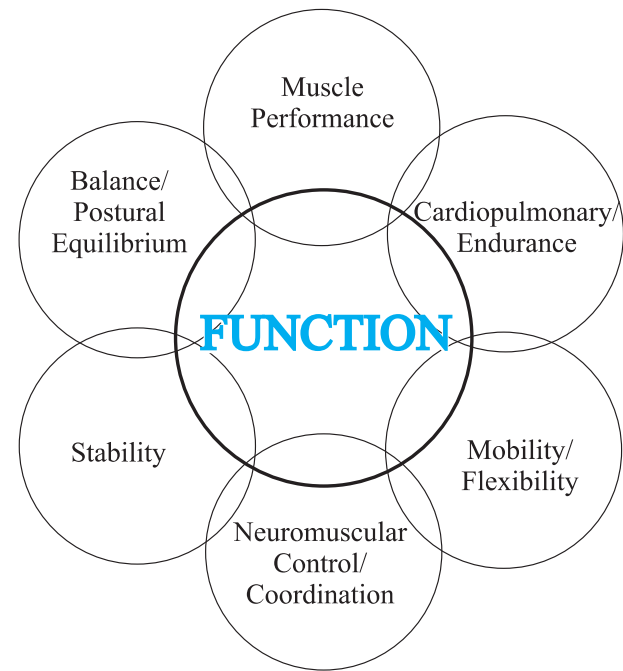 Muscle
Performance
Balance/
Postural
Equilibrium
Cardiopulmonary/
Endurance
FUNCTION
Stability
Mobility/
Flexibility
Neuromuscular
Control/
Coordination